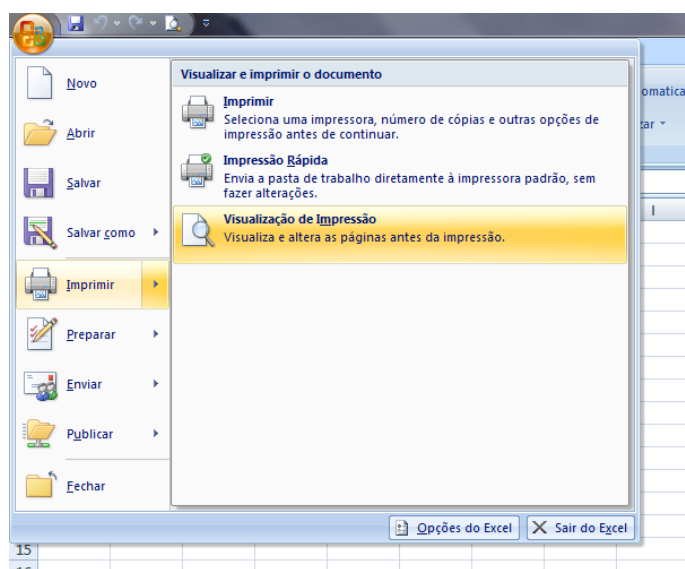 Novo
Abrir
Salvar
Salvar como
Imprimir
Preparar
Enviar
Publicar
Fechar
Visualizar e imprimir o documento
Imprimir
Seleciona uma impressora, número de cópias e outras opções de
impressão antes de continuar.
Impressão Rápida
Envia a pasta de trabalho diretamente à impressora padrão, sem
fazer alterações.
Visualização de Impressão
Visualiza e altera as páginas antes da impressão.
Opções do Excel
Sair do Excel
omatica
zar
I
15